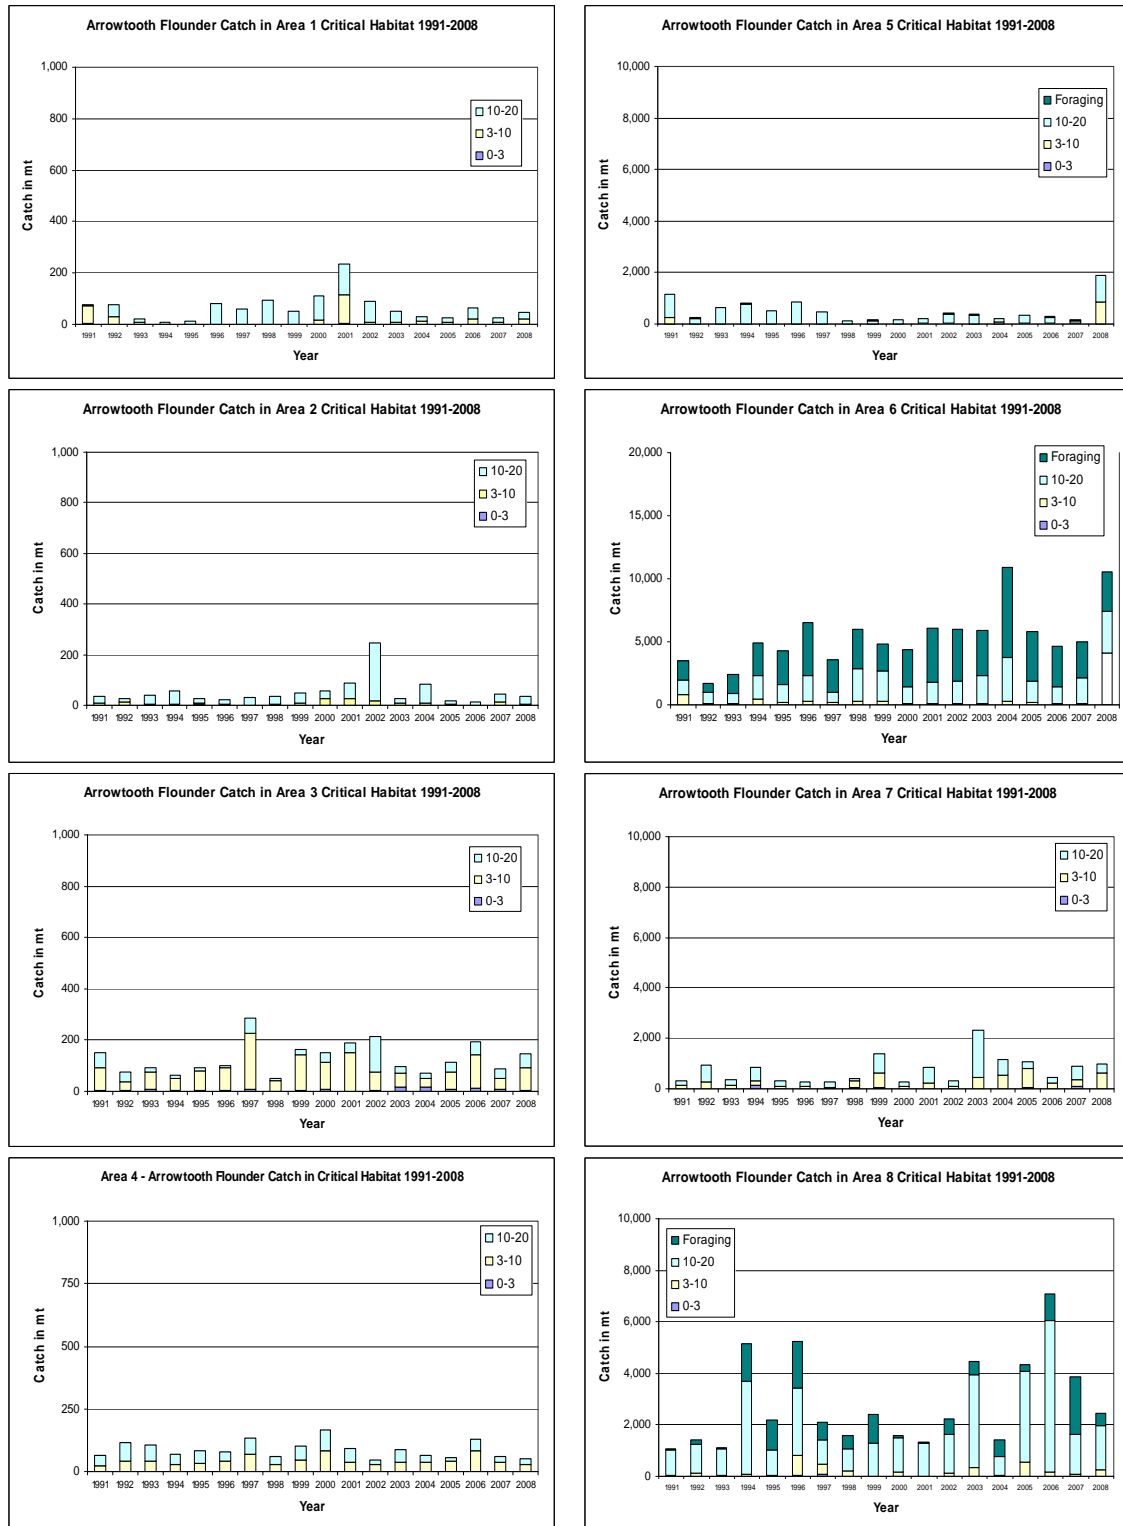 Arrowtooth Flounder Catch in Area 1 Critical Habitat 1991-2008
1,000
800
600
400
200
0
Catch in mt
10-20
3-10
0-3
1991 1992 1993 1994 1995 1996 1997 1998 1999 2000 2001 2002 2003 2004 2005 2006 2007 2008
Year
Arrowtooth Flounder Catch in Area 5 Critical Habitat 1991-2008
10,000
8,000
6,000
4,000
2,000
0
Catch in mt
Foraging
10-20
3-10
0-3
1991 1992 1993 1994 1995 1996 1997 1998 1999 2000 2001 2002 2003 2004 2005 2006 2007 2008
Year
Arrowtooth Flounder Catch in Area 2 Critical Habitat 1991-2008
1,000
800
600
400
200
0
Catch in mt
10-20
3-10
0-3
1991 1992 1993 1994 1995 1996 1997 1998 1999 2000 2001 2002 2003 2004 2005 2006 2007 2008
Year
Arrowtooth Flounder Catch in Area 6 Critical Habitat 1991-2008
20,000
15,000
10,000
5,000
0
Catch in mt
Foraging
10-20
3-10
0-3
1991 1992 1993 1994 1995 1996 1997 1998 1999 2000 2001 2002 2003 2004 2005 2006 2007 2008
Year
Arrowtooth Flounder Catch in Area 3 Critical Habitat 1991-2008
1,000
800
600
400
200
0
Catch in mt
10-20
3-10
0-3
1991 1992 1993 1994 1995 1996 1997 1998 1999 2000 2001 2002 2003 2004 2005 2006 2007 2008
Year
Arrowtooth Flounder Catch in Area 7 Critical Habitat 1991-2008
10,000
8,000
6,000
4,000
2,000
0
Catch in mt
10-20
3-10
0-3
1991 1992 1993 1994 1995 1996 1997 1998 1999 2000 2001 2002 2003 2004 2005 2006 2007 2008
Year
Area 4 - Arrowtooth Flounder Catch in Critical Habitat 1991-2008
1,000
750
500
250
0
Catch in mt
10-20
3-10
0-3
1991 1992 1993 1994 1995 1996 1997 1998 1999 2000 2001 2002 2003 2004 2005 2006 2007 2008
Year
Arrowtooth Flounder Catch in Area 8 Critical Habitat 1991-2008
10,000
8,000
6,000
4,000
2,000
0
Catch in mt
Foraging
10-20
3-10
0-3
1991 1992 1993 1994 1995 1996 1997 1998 1999 2000 2001 2002 2003 2004 2005 2006 2007 2008
Year